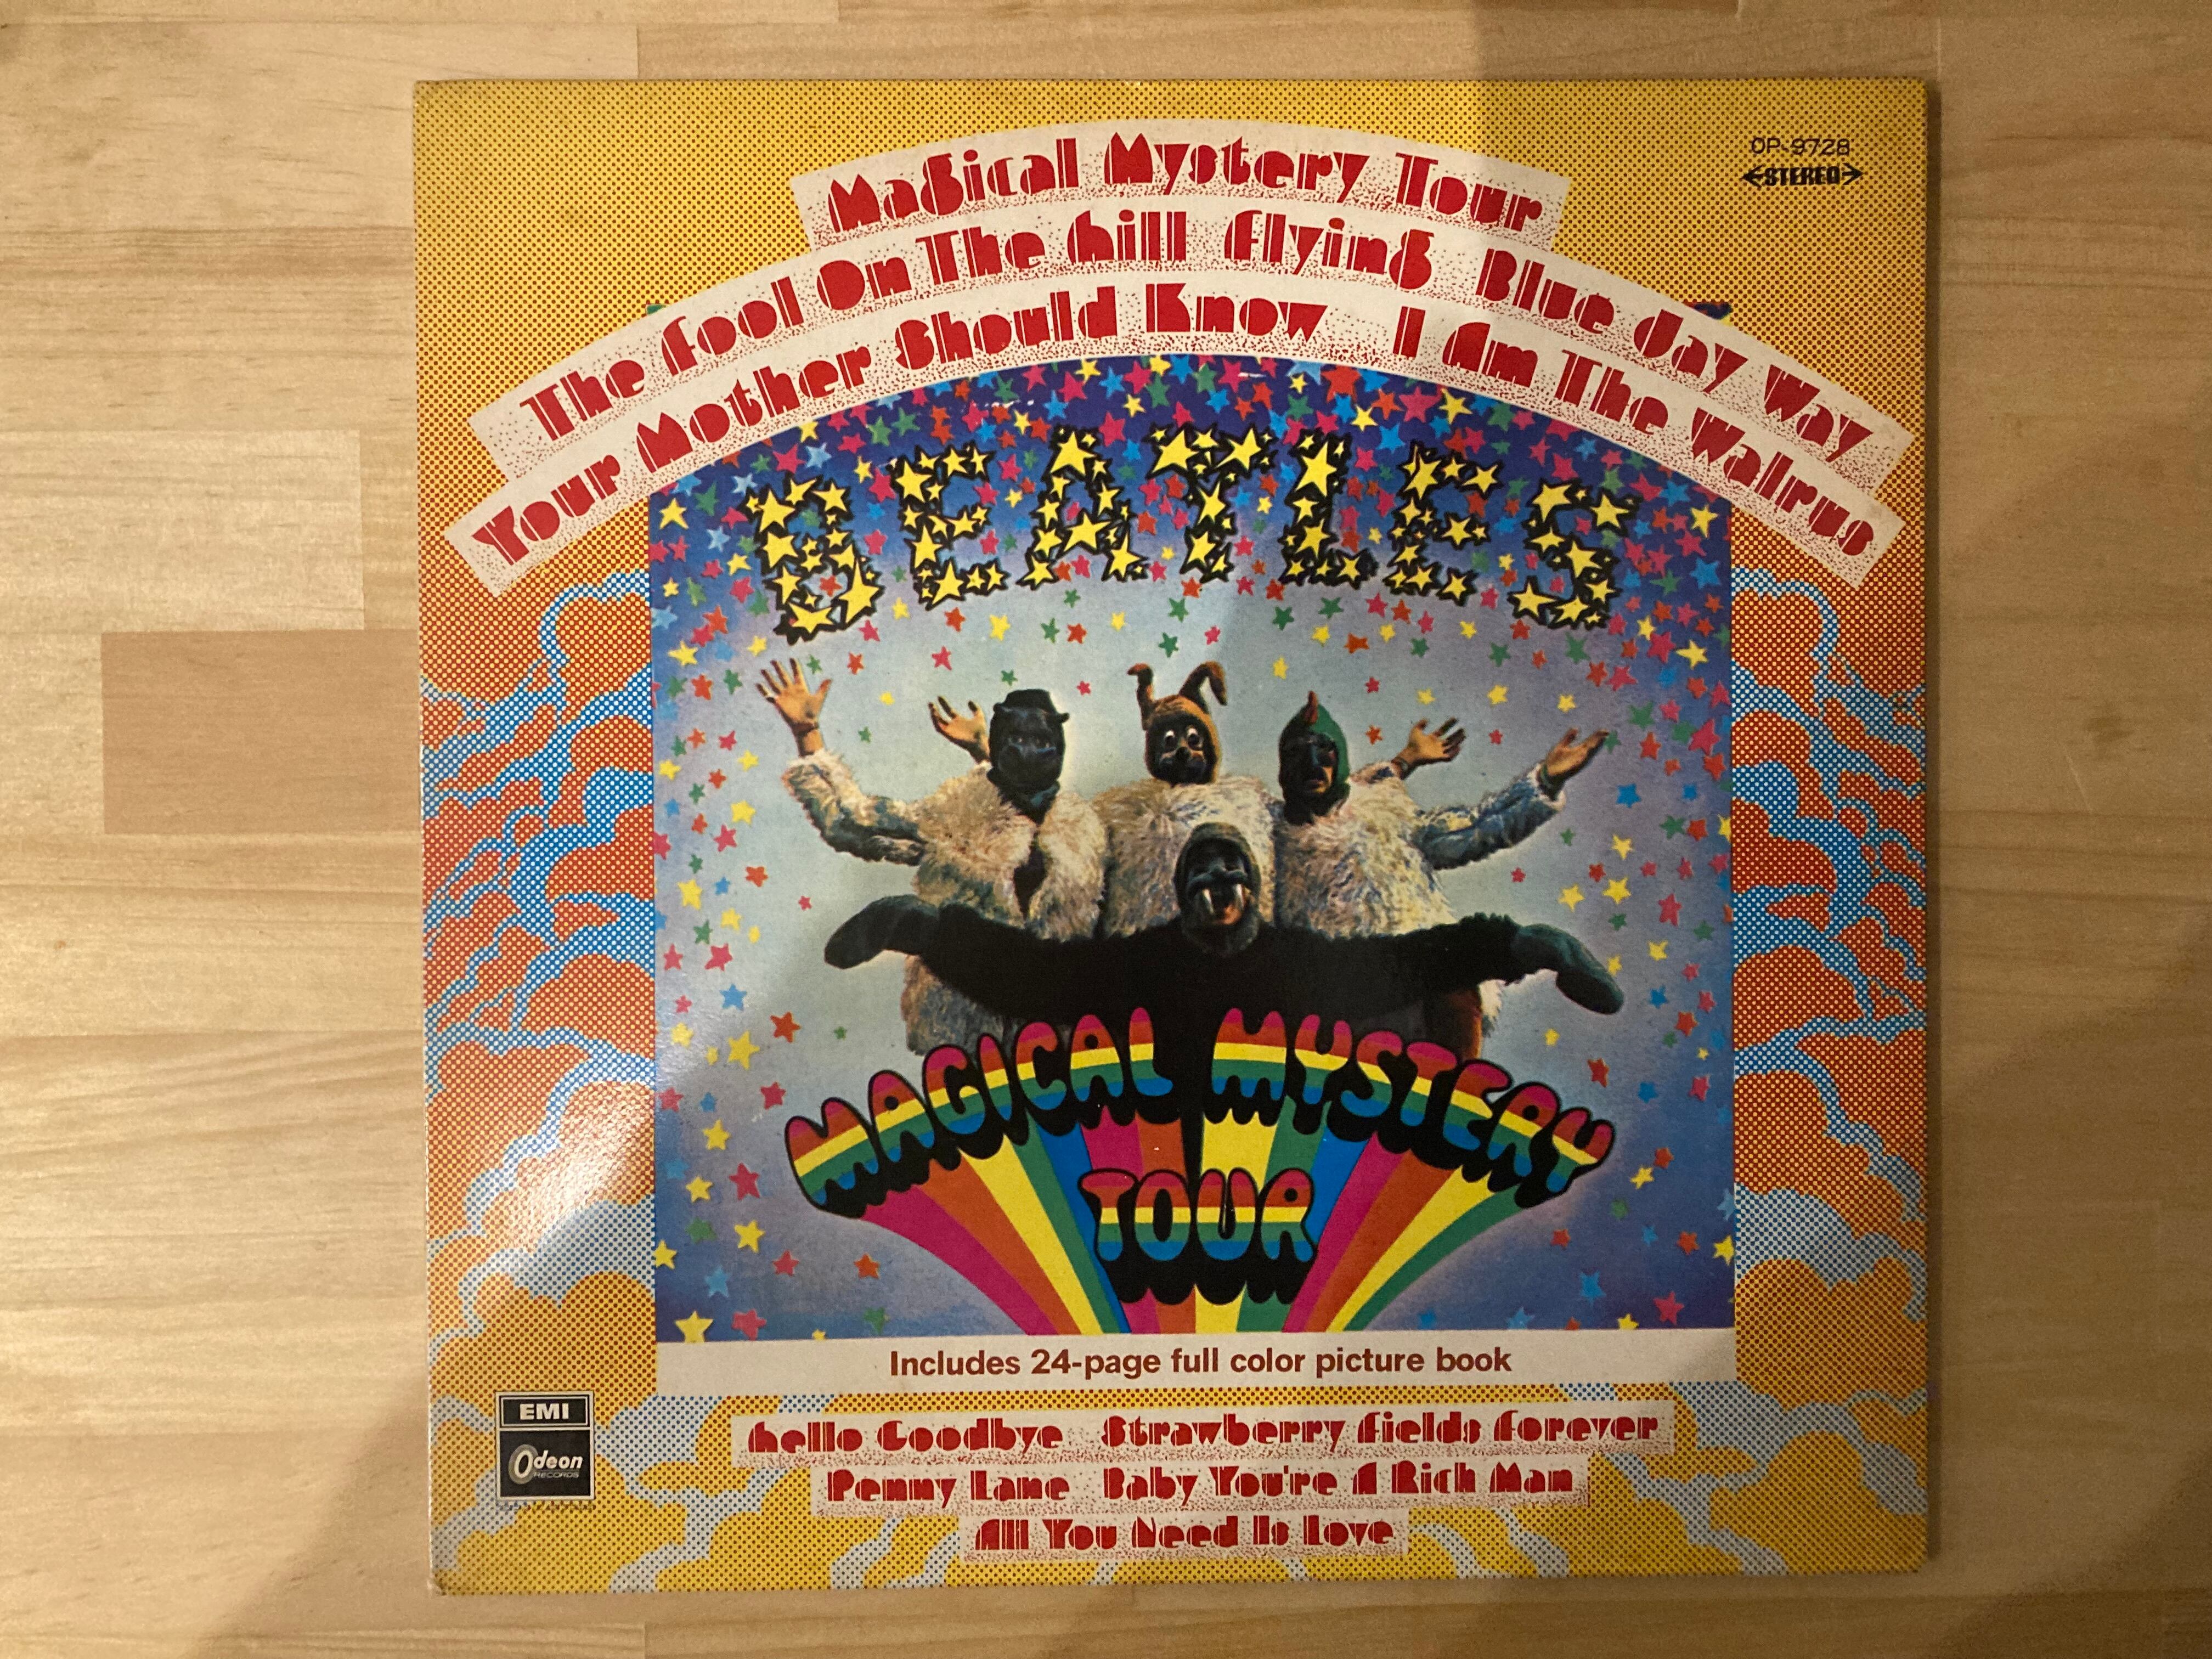 OP-9728
STEREO
Magical Mystery Tour
The Fool On The Hill Flying Blue Jay Way
Your Mother Should Know I Am The Walrus
BEATLES
MAGICAL MYSTERY
TOUR
Includes 24-page full color picture book
EMI
Odeon
RECORDS
Hello Goodbye Strawberry Fields Forever
Penny Lane Baby You're A Rich Man
All You Need Is Love